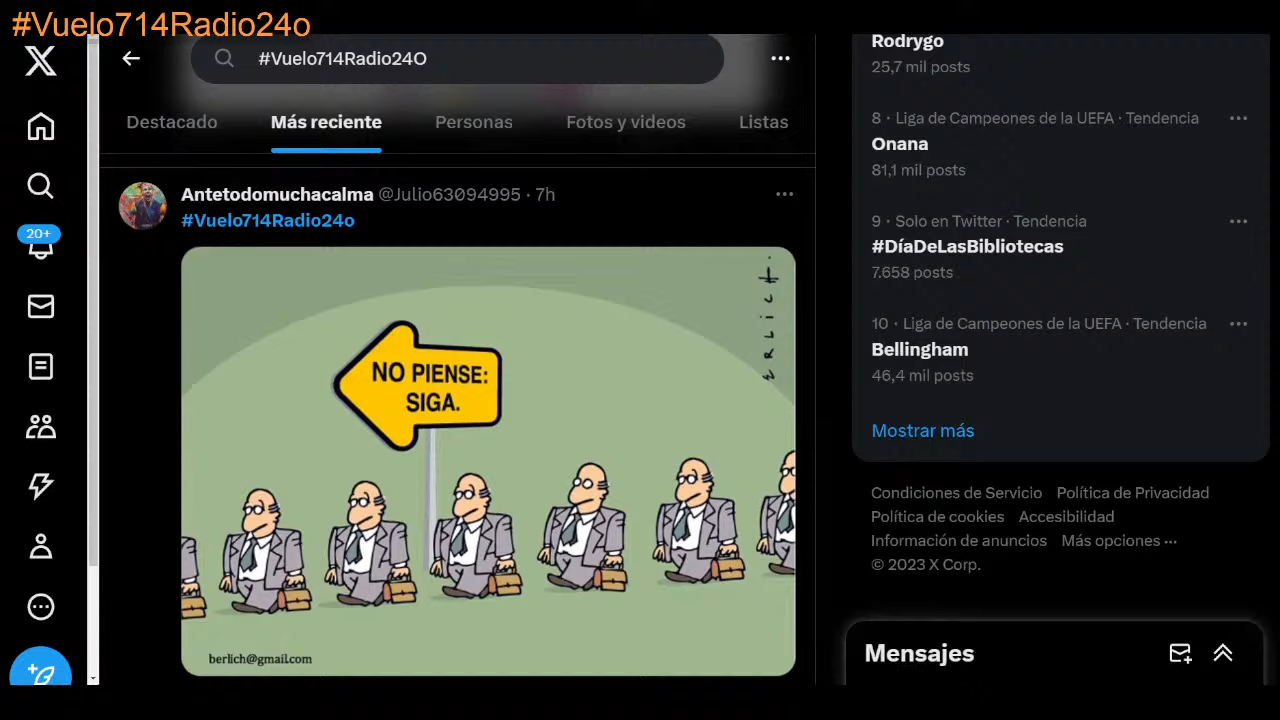 #Vuelo714Radio24o
#Vuelo714Radio24O
Destacado
Más reciente
Personas
Fotos y videos
Listas
20+
Antetodomuchacalma @Julio63094995 · 7h
#Vuelo714Radio24o
ERLICH.
NO PIENSE:
SIGA.
berlich@gmail.com
Rodrygo
25,7 mil posts
8 · Liga de Campeones de la UEFA · Tendencia
Onana
81,1 mil posts
9 · Solo en Twitter · Tendencia
#DíaDeLasBibliotecas
7.658 posts
10 · Liga de Campeones de la UEFA · Tendencia
Bellingham
46,4 mil posts
Mostrar más
Condiciones de Servicio Política de Privacidad
Política de cookies Accesibilidad
Información de anuncios Más opciones ···
© 2023 X Corp.
Mensajes